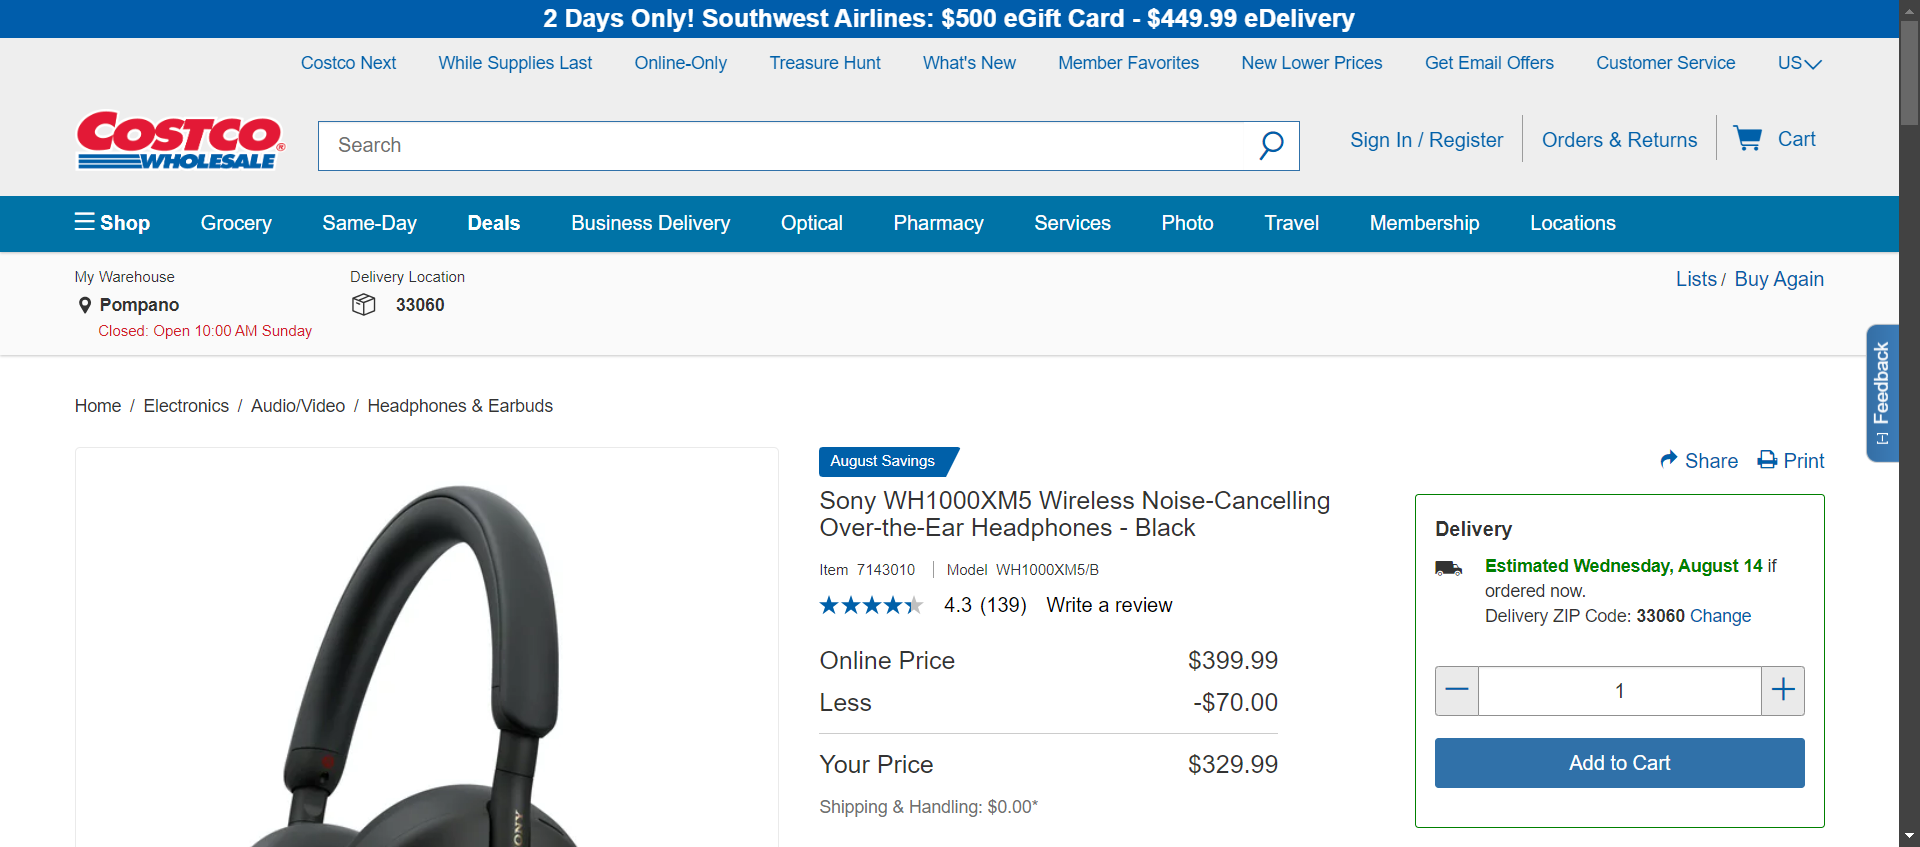 2 Days Only! Southwest Airlines: $500 eGift Card - $449.99 eDelivery
Costco Next While Supplies Last Online-Only Treasure Hunt What's New Member Favorites New Lower Prices Get Email Offers Customer Service US
COSTCO
WHOLESALE
®
Search
Sign In / Register
Orders & Returns
Cart
Shop Grocery Same-Day Deals Business Delivery Optical Pharmacy Services Photo Travel Membership Locations
My Warehouse
Pompano
Closed: Open 10:00 AM Sunday
Delivery Location
33060
Lists / Buy Again
[-] Feedback
Home / Electronics / Audio/Video / Headphones & Earbuds
SONY
August Savings
Share
Print
Sony WH1000XM5 Wireless Noise-Cancelling
Over-the-Ear Headphones - Black
Item 7143010 | Model WH1000XM5/B
4.3 (139) Write a review
Online Price $399.99
Less -$70.00
Your Price $329.99
Shipping & Handling: $0.00*
Delivery
Estimated Wednesday, August 14 if
ordered now.
Delivery ZIP Code: 33060 Change
1
Add to Cart